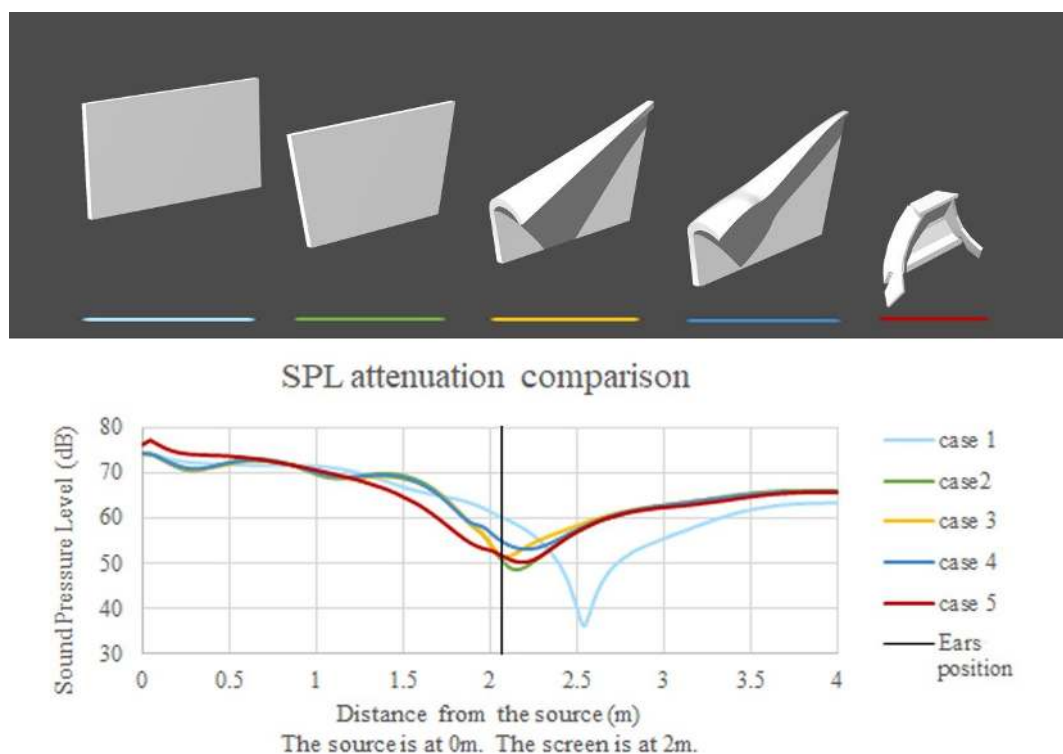 SPL attenuation comparison
Sound Pressure Level (dB)
80
70
60
50
40
30
0
0.5
1
1.5
2
2.5
3
3.5
4
Distance from the source (m)
The source is at 0m. The screen is at 2m.
case 1
case2
case 3
case 4
case 5
Ears
position